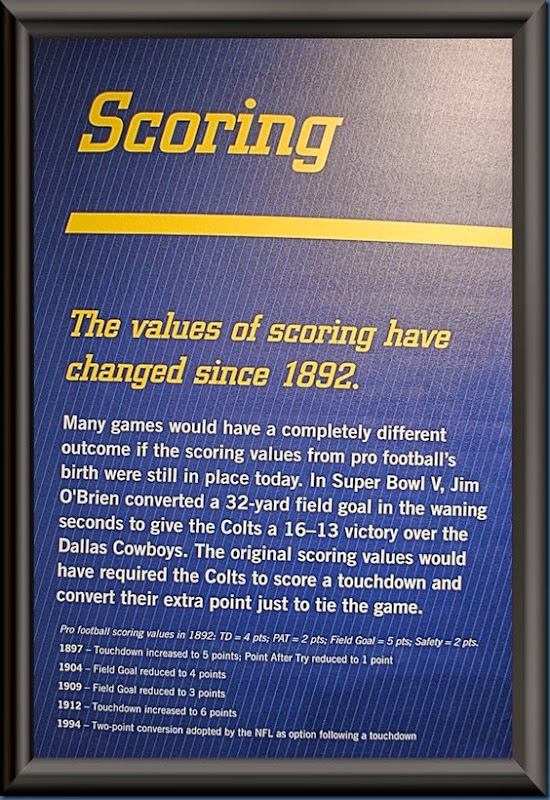 Scoring
The values of scoring have
changed since 1892.
Many games would have a completely different
outcome if the scoring values from pro football's
birth were still in place today. In Super Bowl V, Jim
O'Brien converted a 32-yard field goal in the waning
seconds to give the Colts a 16–13 victory over the
Dallas Cowboys. The original scoring values would
have required the Colts to score a touchdown and
convert their extra point just to tie the game.
Pro football scoring values in 1892: TD = 4 pts; PAT = 2 pts; Field Goal = 5 pts; Safety = 2 pts.
1897 – Touchdown increased to 5 points; Point After Try reduced to 1 point
1904 – Field Goal reduced to 4 points
1909 – Field Goal reduced to 3 points
1912 – Touchdown increased to 6 points
1994 – Two-point conversion adopted by the NFL as option following a touchdown